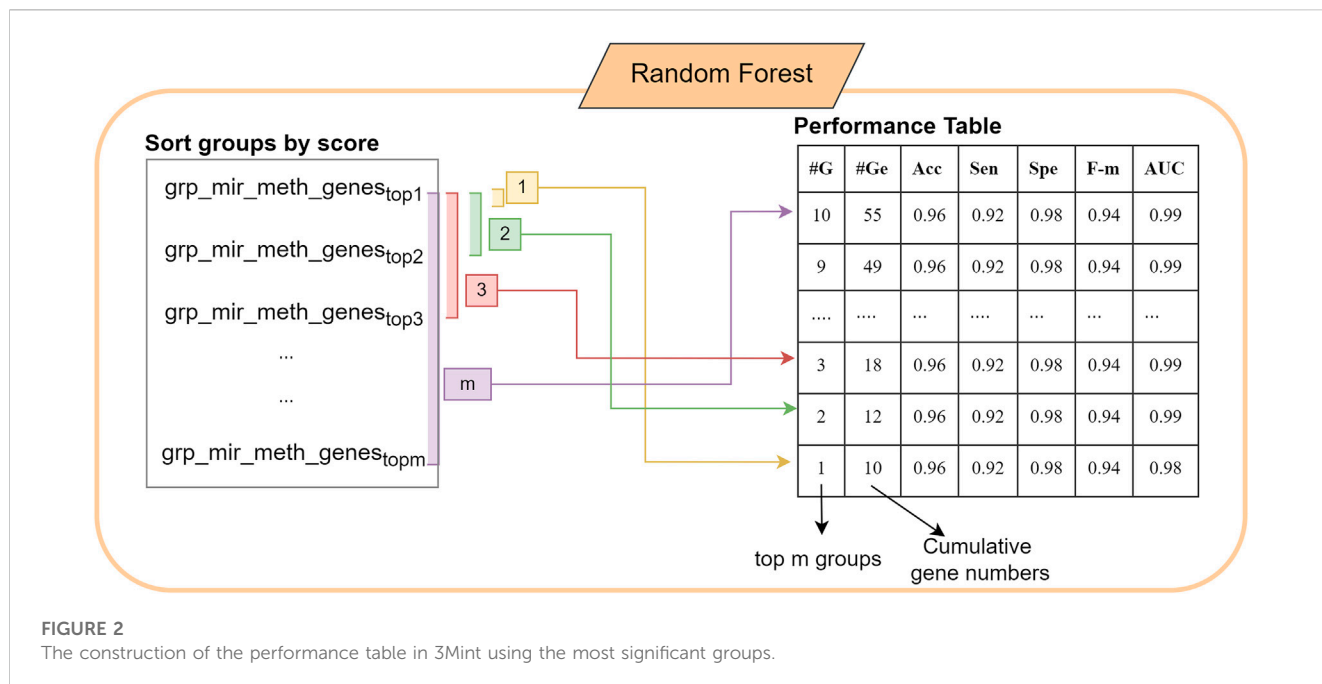 Random Forest
Sort groups by score
grp_mir_meth_genestop1
grp_mir_meth_genestop2
grp_mir_meth_genestop3
...
...
grp_mir_meth_genestopm
1
2
3
m
Performance Table
#G #Ge Acc Sen Spe F-m AUC
10 55 0.96 0.92 0.98 0.94 0.99
9 49 0.96 0.92 0.98 0.94 0.99
.... .... ... .... ... ... ...
3 18 0.96 0.92 0.98 0.94 0.99
2 12 0.96 0.92 0.98 0.94 0.99
1 10 0.96 0.92 0.98 0.94 0.98
top m groups
Cumulative
gene numbers
FIGURE 2
The construction of the performance table in 3Mint using the most significant groups.